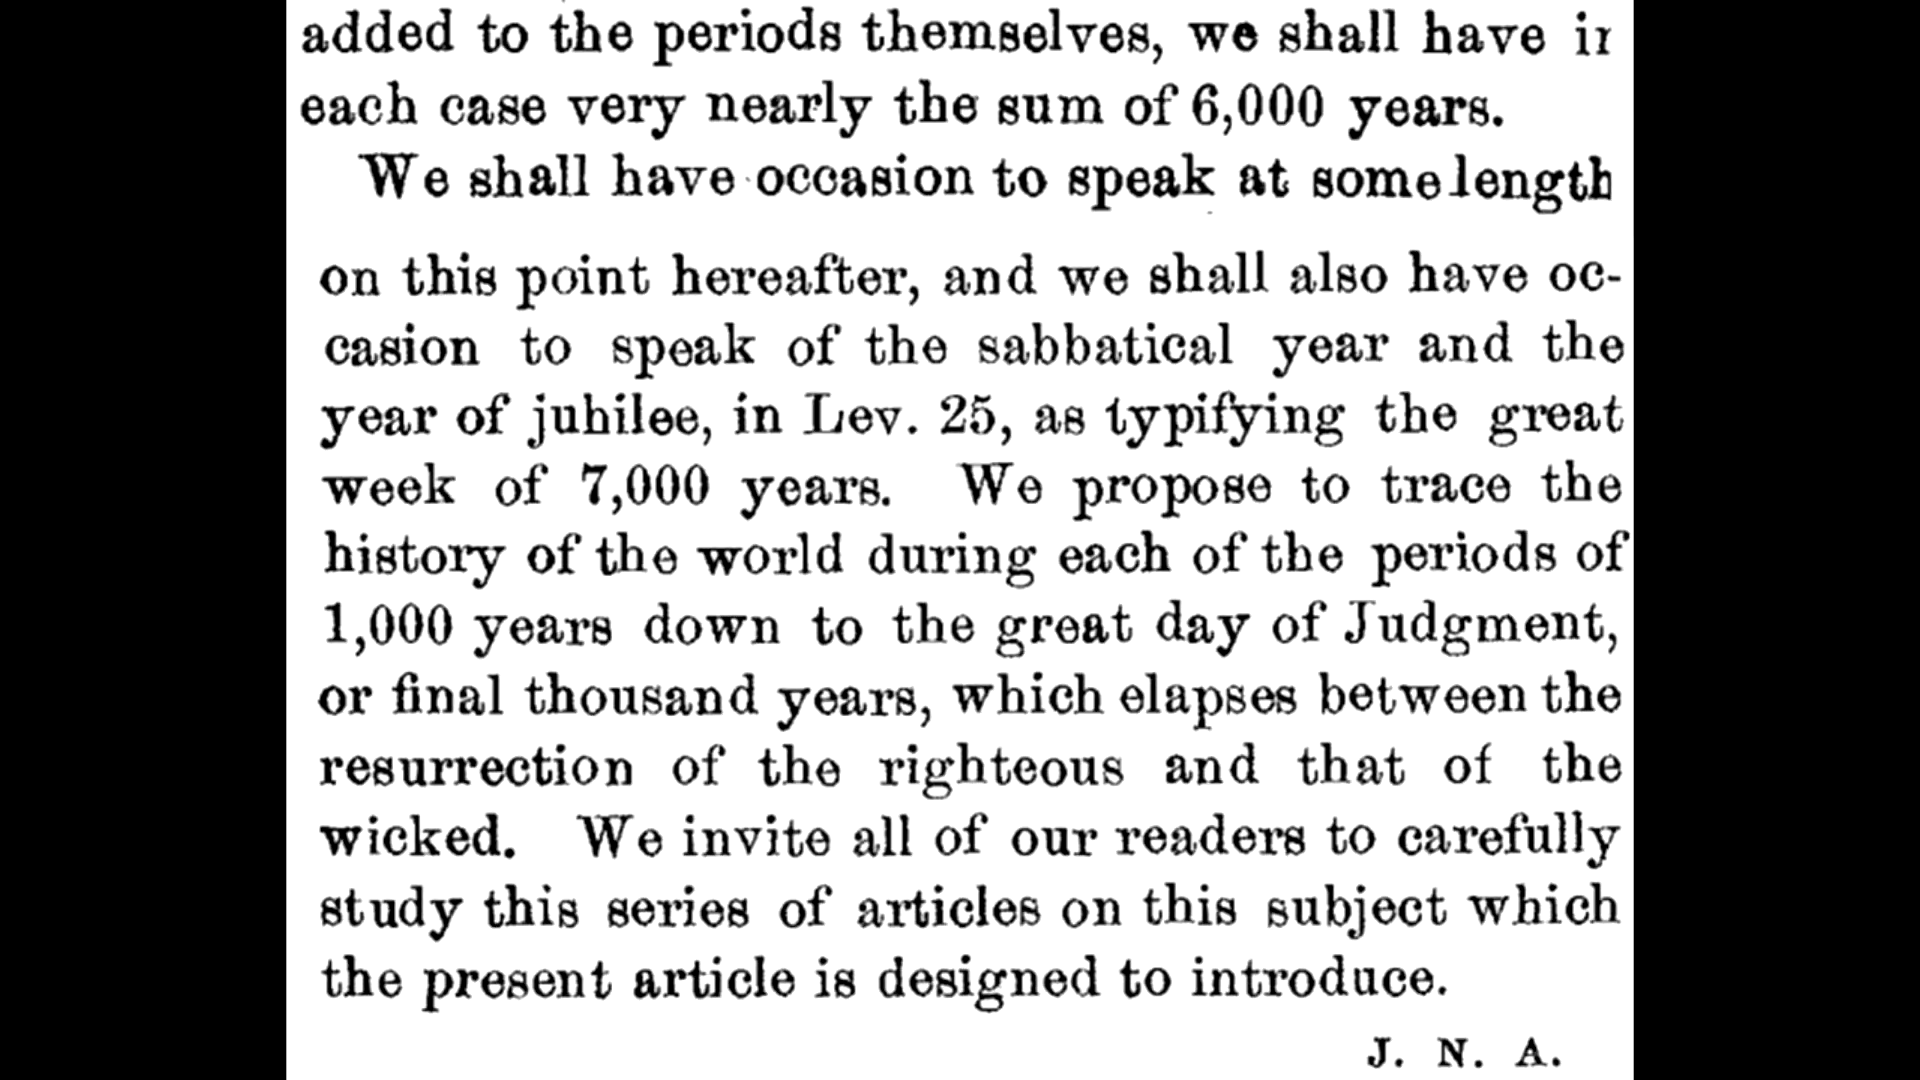 added to the periods themselves, we shall have in
each case very nearly the sum of 6,000 years.
We shall have occasion to speak at some length
on this point hereafter, and we shall also have oc-
casion to speak of the sabbatical year and the
year of jubilee, in Lev. 25, as typifying the great
week of 7,000 years. We propose to trace the
history of the world during each of the periods of
1,000 years down to the great day of Judgment,
or final thousand years, which elapses between the
resurrection of the righteous and that of the
wicked. We invite all of our readers to carefully
study this series of articles on this subject which
the present article is designed to introduce.
J. N. A.